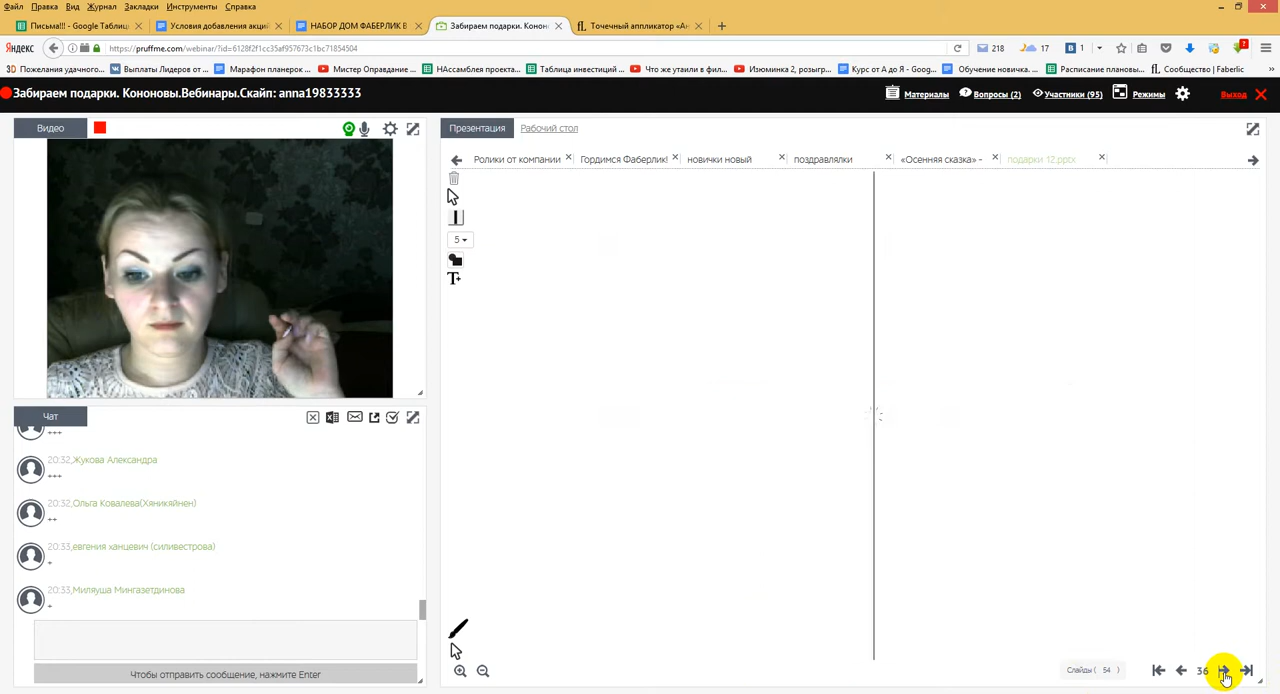 Файл Правка Вид Журнал Закладки Инструменты Справка
Письма!!! - Google Таблиц
Условия добавления акций
НАБОР ДОМ ФАБЕРЛИК В
Забираем подарки. Конон
Точечный аппликатор «Ан
Яндекс
https://pruffme.com/webinar/?id=6128f2f1cc35af957673c1bc71854504
218
17
1
7
Пожелания удачного...
Выплаты Лидеров от ...
Марафон планерок ...
Мистер Оправдание ...
НАссамблея проекта...
Таблица инвестиций ...
Что же утаили в фил...
Изюминка 2, розыгр...
Курс от А до Я - Goog...
Обучение новичка. ...
Расписание плановы...
Сообщество | Faberlic
»
Забираем подарки. Кононовы.Вебинары.Скайп: anna19833333
Материалы
Вопросы (2)
Участники (95)
Режимы
Выход
Видео
Презентация
Рабочий стол
Ролики от компании
Гордимся Фаберлик!
новички новый
поздравлялки
«Осенняя сказка» -
подарки 12.pptx
5
T+
Чат
+++
20:32,Жукова Александра
+++
20:32,Ольга Ковалева(Хяникяйнен)
++
20:33,евгения ханцевич (силивестрова)
+
20:33,Миляуша Мингазетдинова
+
Чтобы отправить сообщение, нажмите Enter
Слайды ( 54 )
36